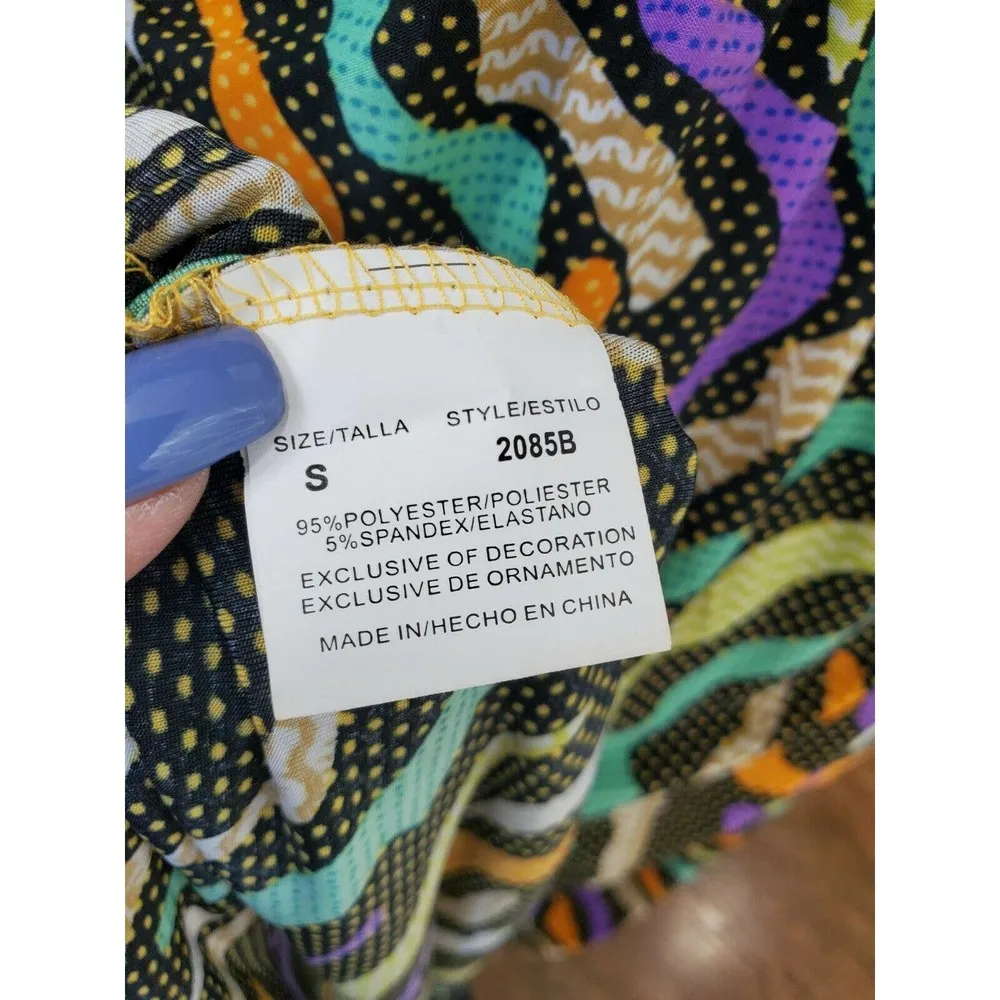 SIZE/TALLA STYLE/ESTILO
S 2085B
95%POLYESTER/POLIESTER
5%SPANDEX/ELASTANO
EXCLUSIVE OF DECORATION
EXCLUSIVE DE ORNAMENTO
MADE IN/HECHO EN CHINA